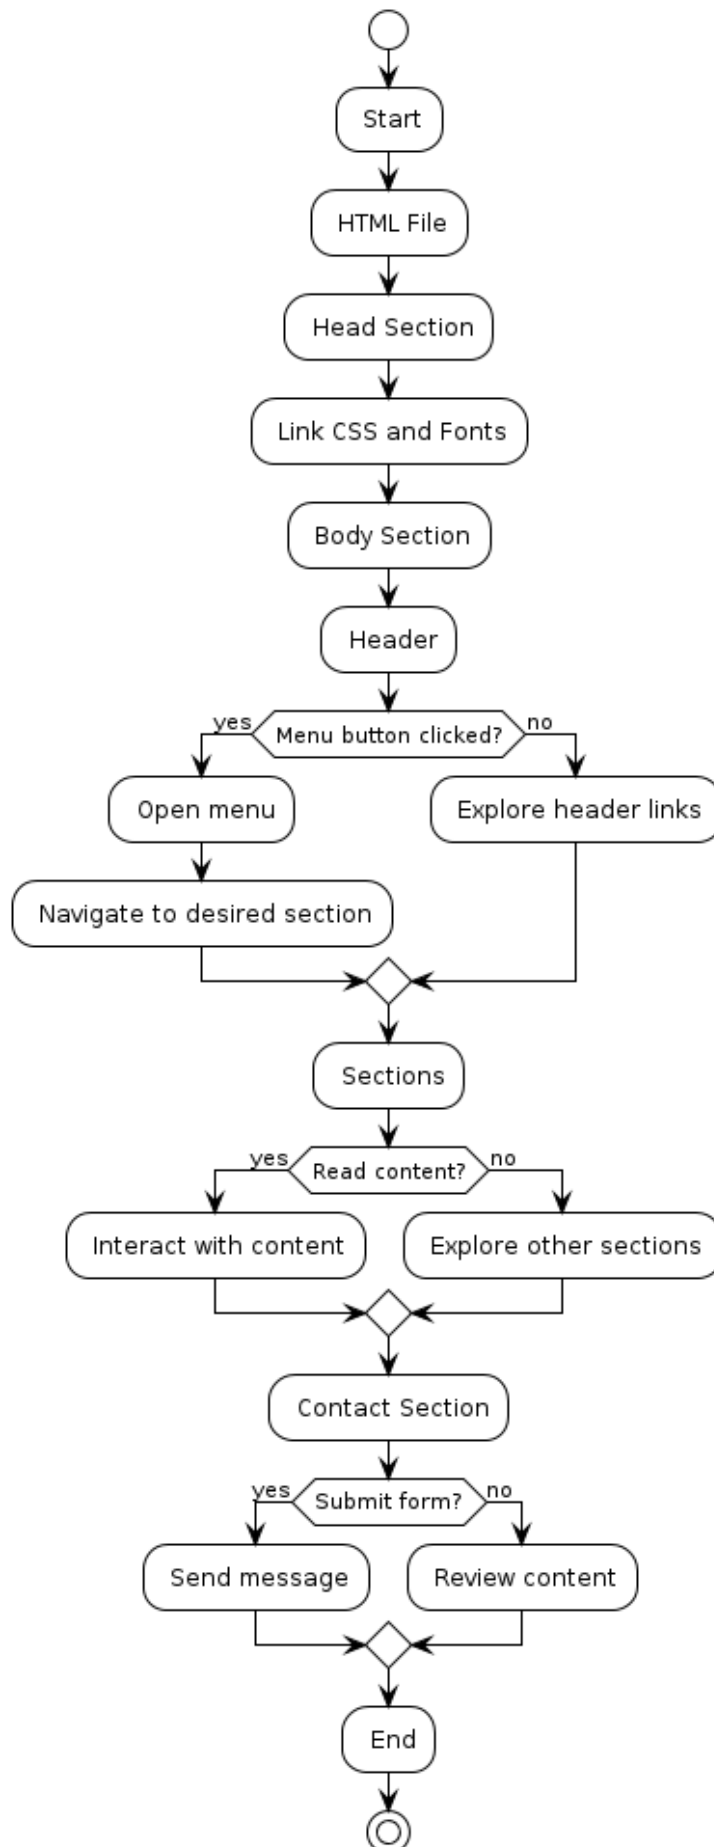 Start
HTML File
Head Section
Link CSS and Fonts
Body Section
Header
yes
Menu button clicked?
no
Open menu
Explore header links
Navigate to desired section
Sections
yes
Read content?
no
Interact with content
Explore other sections
Contact Section
yes
Submit form?
no
Send message
Review content
End